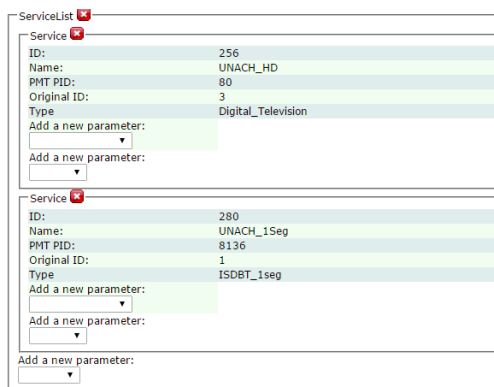 ServiceList
Service
ID: 256
Name: UNACH_HD
PMT PID: 80
Original ID: 3
Type Digital_Television
Add a new parameter:
Add a new parameter:
Service
ID: 280
Name: UNACH_1Seg
PMT PID: 8136
Original ID: 1
Type ISDBT_1seg
Add a new parameter:
Add a new parameter:
Add a new parameter: